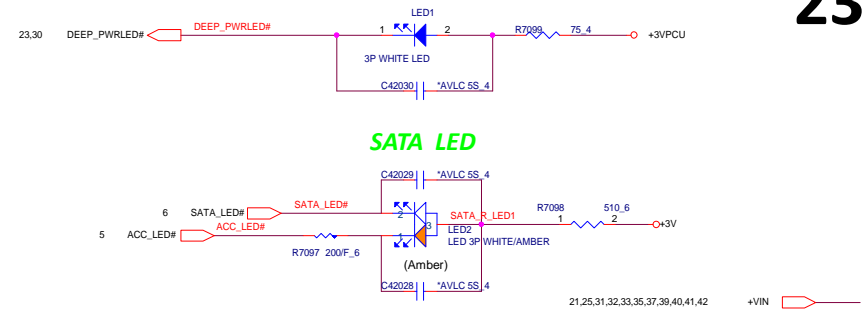 23
LED1
23,30 DEEP_PWRLED# DEEP_PWRLED# 1 2 R7099 75_4 +3VPCU
3P WHITE LED
C42030 *AVLC 5S_4
SATA LED
C42029 *AVLC 5S_4
6 SATA_LED# SATA_LED# 2 SATA_R_LED1 R7098 510_6
1 2 +3V
5 ACC_LED# ACC_LED# 1 3 LED2
LED 3P WHITE/AMBER
R7097 200/F_6
(Amber)
C42028 *AVLC 5S_4
21,25,31,32,33,35,37,39,40,41,42 +VIN